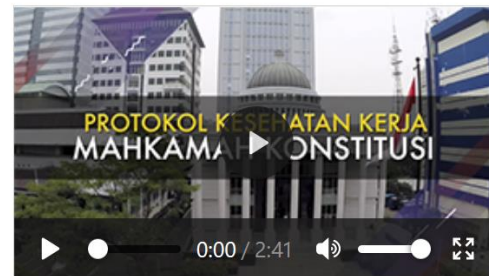 PROTOKOL KESEHATAN KERJA
MAHKAMAH KONSTITUSI
0:00 / 2:41